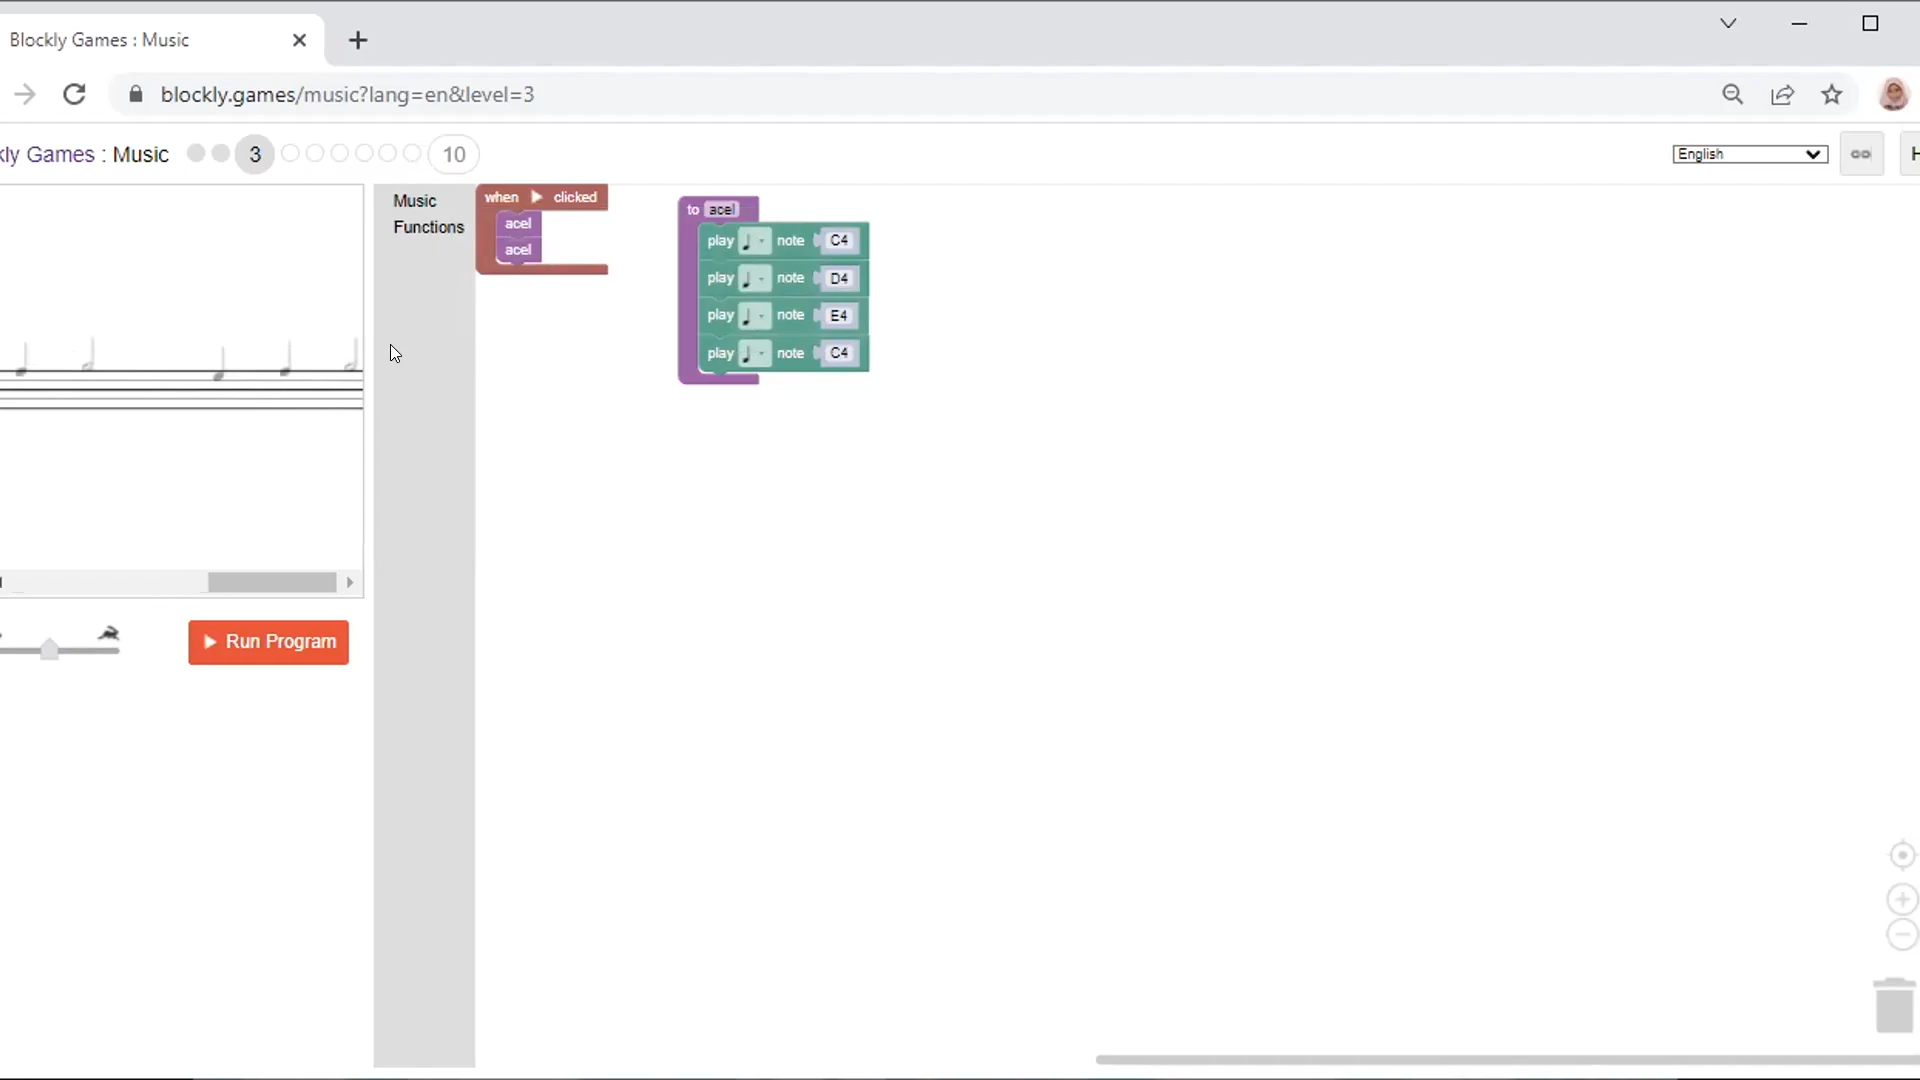 Blockly Games : Music
blockly.games/music?lang=en&level=3
kly Games : Music 3 10
English
H
Music
Functions
when clicked
acel
acel
to acel
play note C4
play note D4
play note E4
play note C4
Run Program